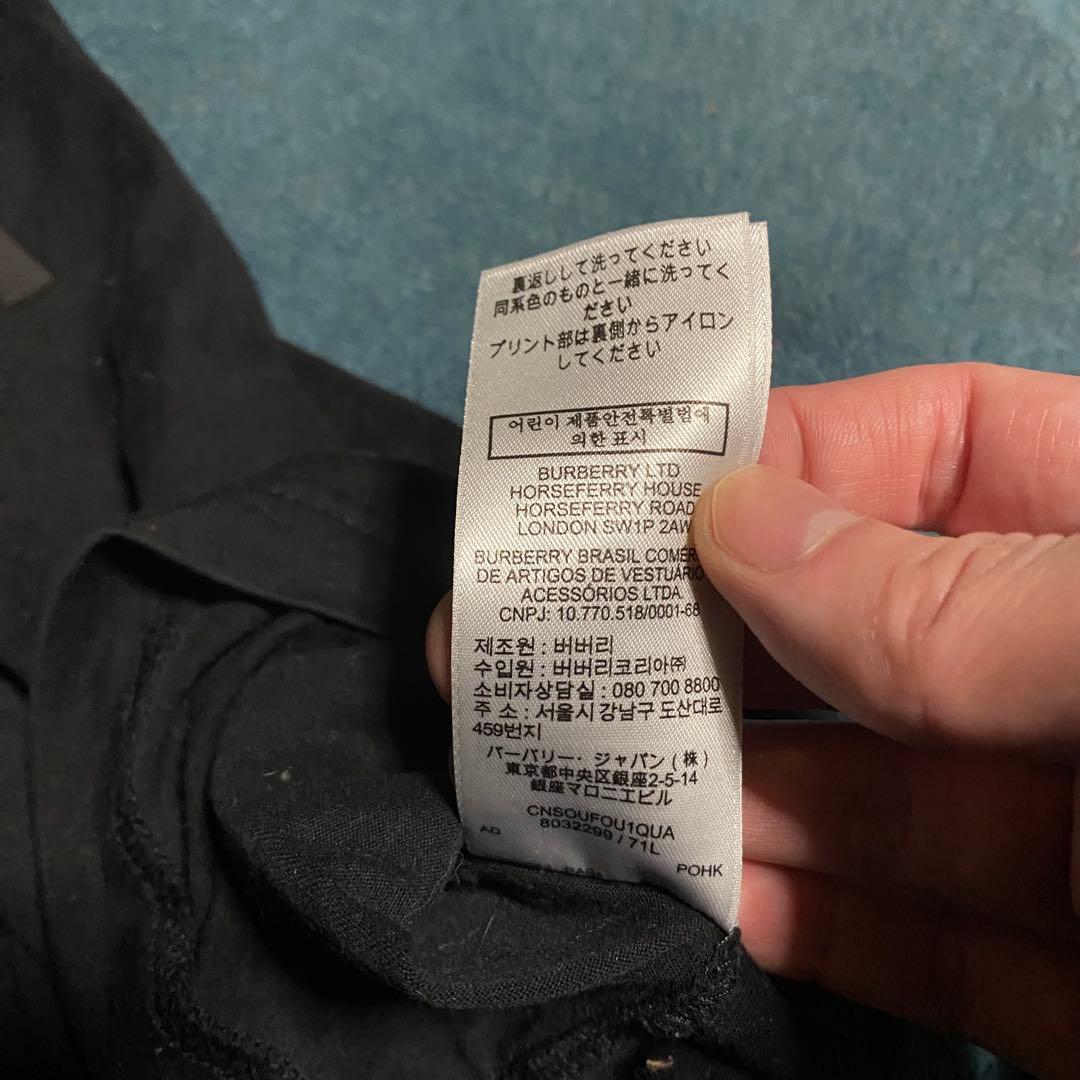 裏返しして洗ってください
同系色のものと一緒に洗ってく
ださい
プリント部は裏側からアイロン
してください
어린이 제품안전특별법에
의한 표시
BURBERRY LTD
HORSEFERRY HOUSE
HORSEFERRY ROAD
LONDON SW1P 2AW
BURBERRY BRASIL
DE ARTIGOS DE VESTUÁRIO
ACESSÓRIOS LTDA
CNPJ: 10.770.518/0001-68
제조원 : 버버리
수입원 : 버버리코리아㈜
소비자상담실 : 080 700 8800
주 소 : 서울시 강남구 도산대로
459번지
バーバリー・ジャパン(株)
東京都中央区銀座2-5-14
銀座マロニエビル
CNSOUFOU1QUA
AD 8032299 / 71L
POHK